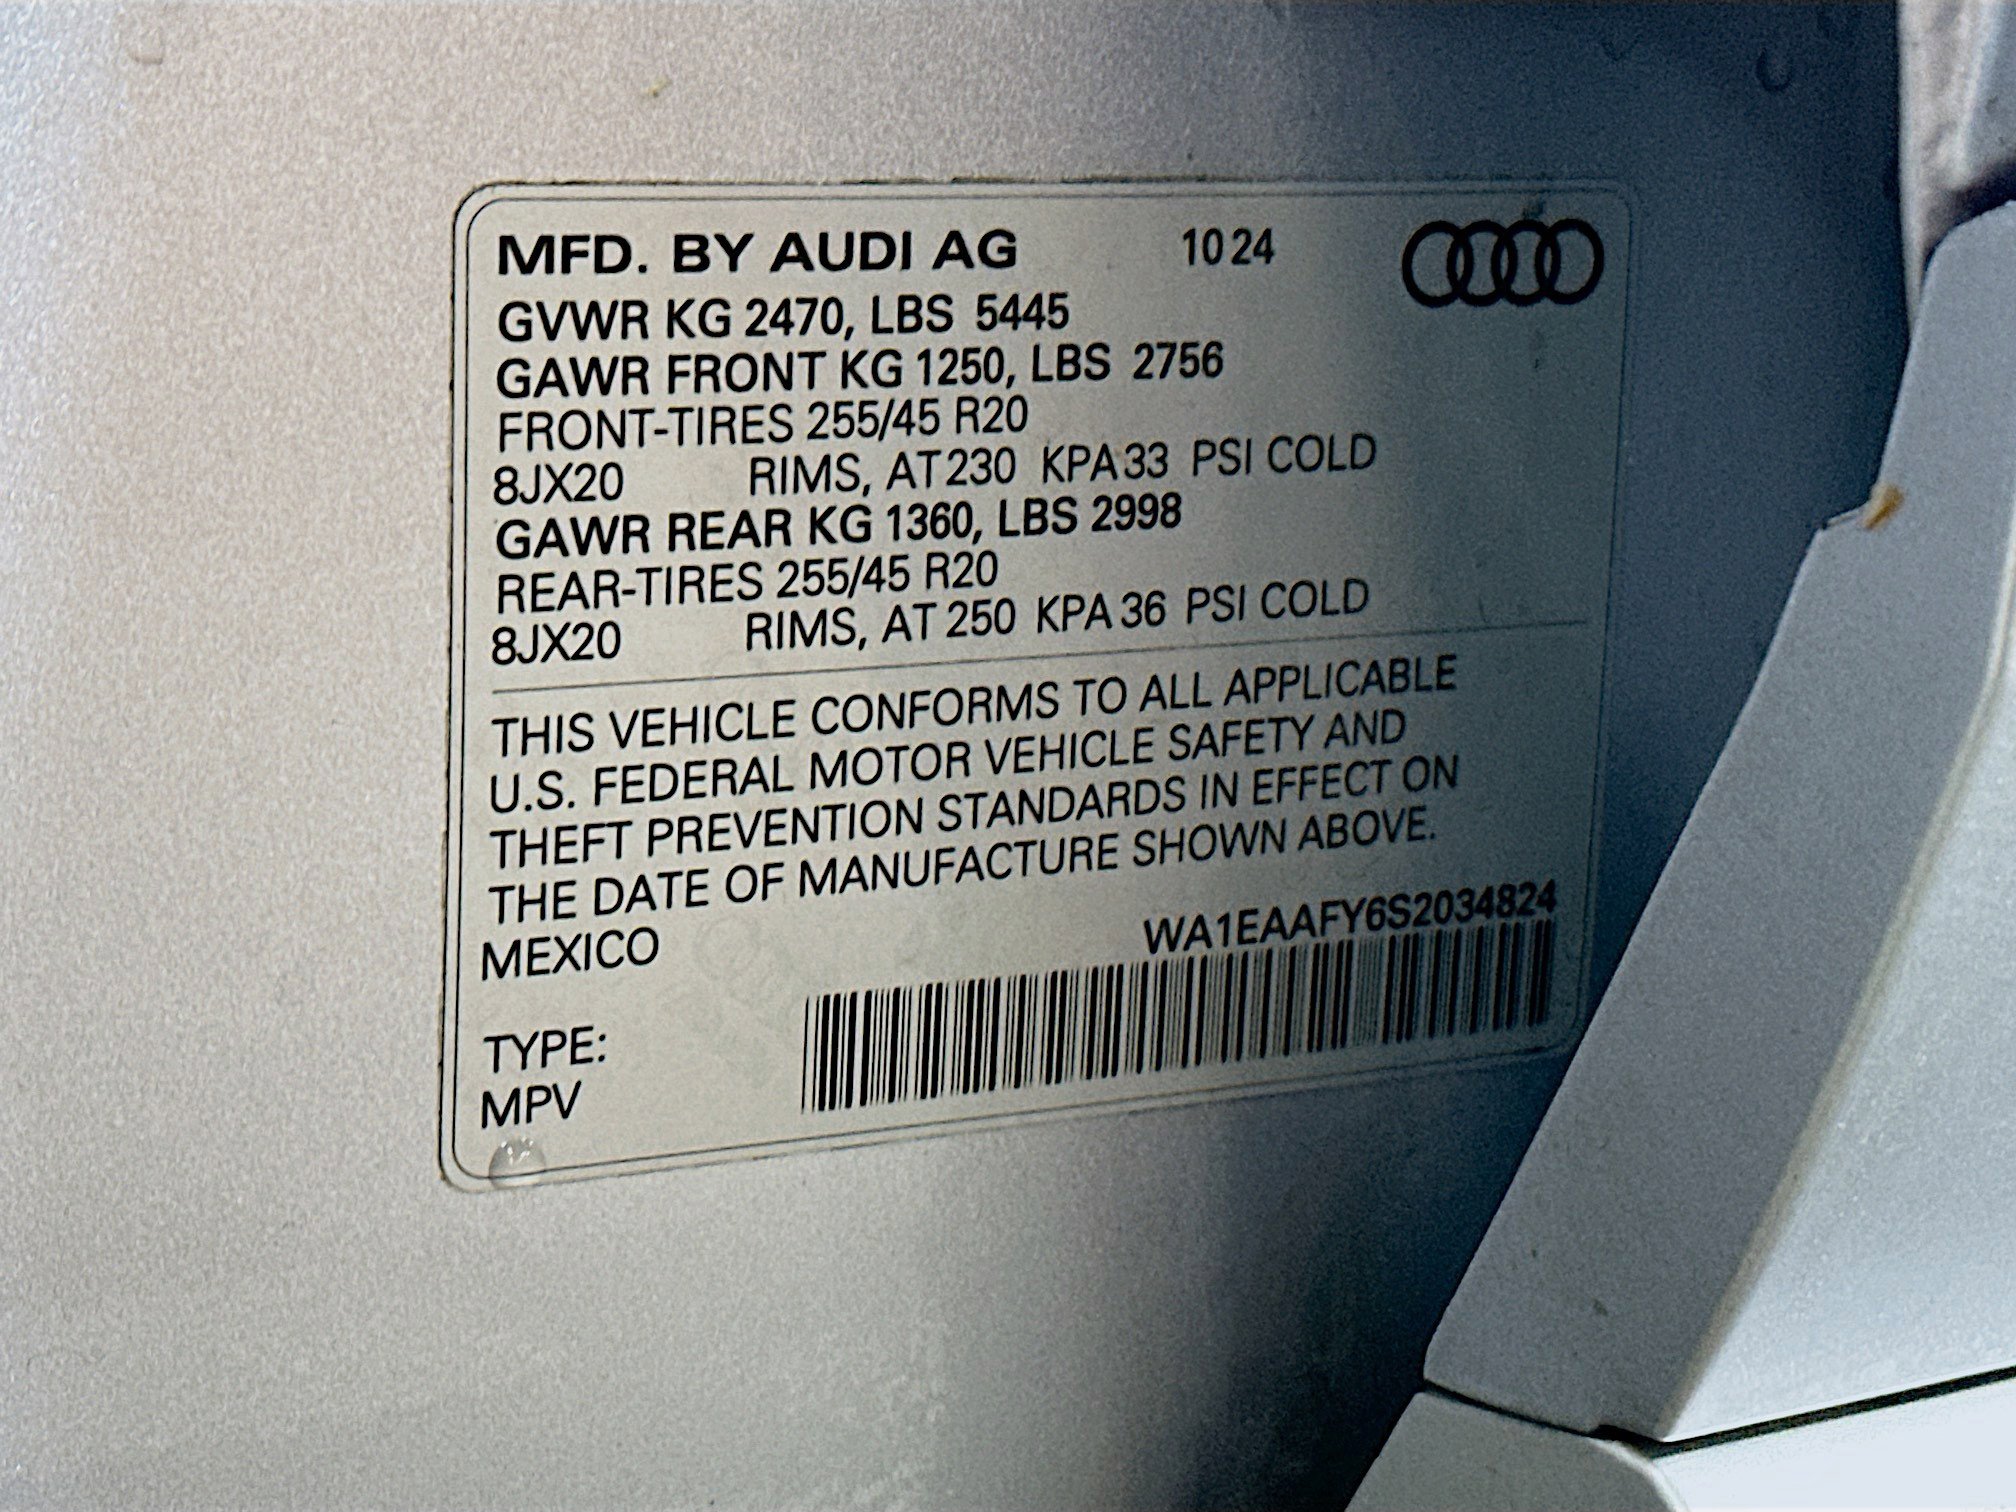 MFD. BY AUDI AG 10 24
GVWR KG 2470, LBS 5445
GAWR FRONT KG 1250, LBS 2756
FRONT-TIRES 255/45 R20
8JX20 RIMS, AT 230 KPA 33 PSI COLD
GAWR REAR KG 1360, LBS 2998
REAR-TIRES 255/45 R20
8JX20 RIMS, AT 250 KPA 36 PSI COLD
THIS VEHICLE CONFORMS TO ALL APPLICABLE
U.S. FEDERAL MOTOR VEHICLE SAFETY AND
THEFT PREVENTION STANDARDS IN EFFECT ON
THE DATE OF MANUFACTURE SHOWN ABOVE.
MEXICO WA1EAAFY6S2034824
TYPE:
MPV